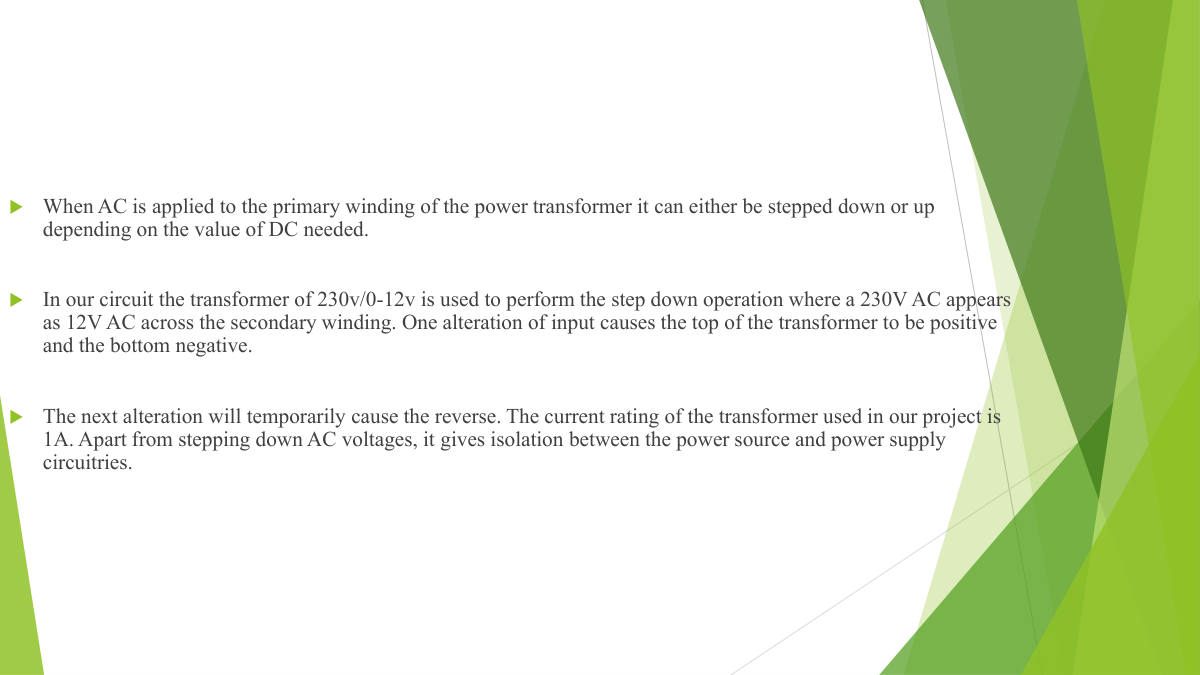 When AC is applied to the primary winding of the power transformer it can either be stepped down or up
depending on the value of DC needed.
In our circuit the transformer of 230v/0-12v is used to perform the step down operation where a 230V AC appears
as 12V AC across the secondary winding. One alteration of input causes the top of the transformer to be positive
and the bottom negative.
The next alteration will temporarily cause the reverse. The current rating of the transformer used in our project is
1A. Apart from stepping down AC voltages, it gives isolation between the power source and power supply
circuitries.